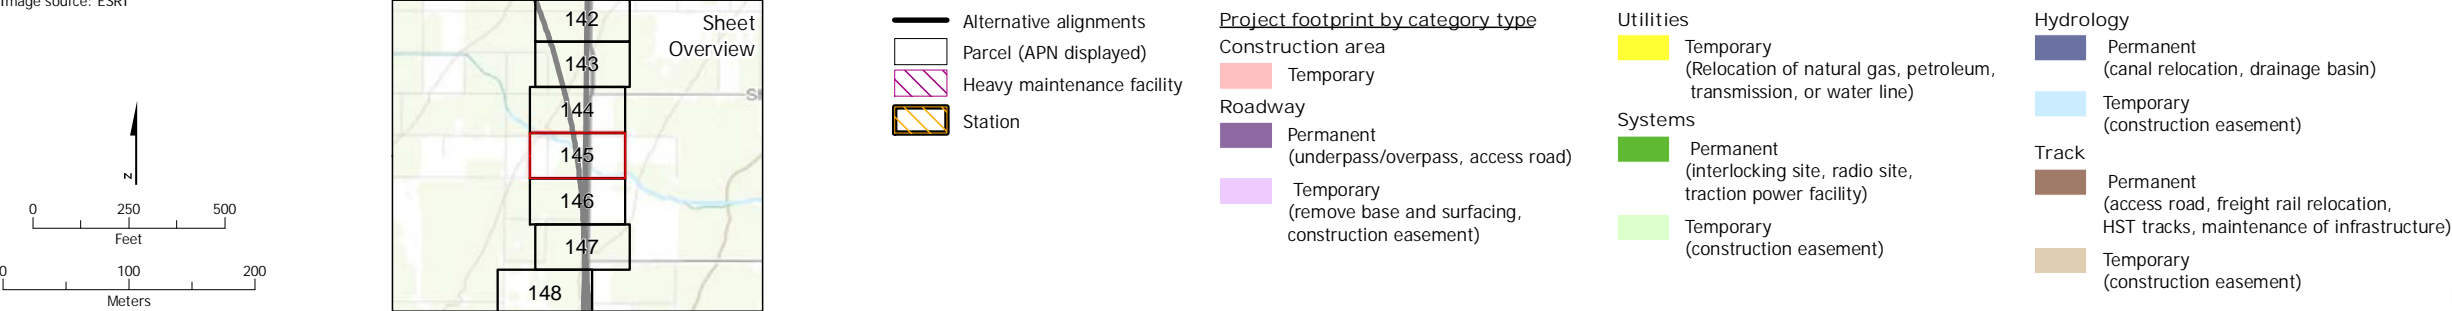 Image source: ESRI
N
0 250 500
Feet
0 100 200
Meters
Sheet
Overview
142
143
144
145
146
147
148
Alternative alignments
Parcel (APN displayed)
Heavy maintenance facility
Station
Project footprint by category type
Construction area
Temporary
Roadway
Permanent
(underpass/overpass, access road)
Temporary
(remove base and surfacing,
construction easement)
Utilities
Temporary
(Relocation of natural gas, petroleum,
transmission, or water line)
Systems
Permanent
(interlocking site, radio site,
traction power facility)
Temporary
(construction easement)
Hydrology
Permanent
(canal relocation, drainage basin)
Temporary
(construction easement)
Track
Permanent
(access road, freight rail relocation,
HST tracks, maintenance of infrastructure)
Temporary
(construction easement)